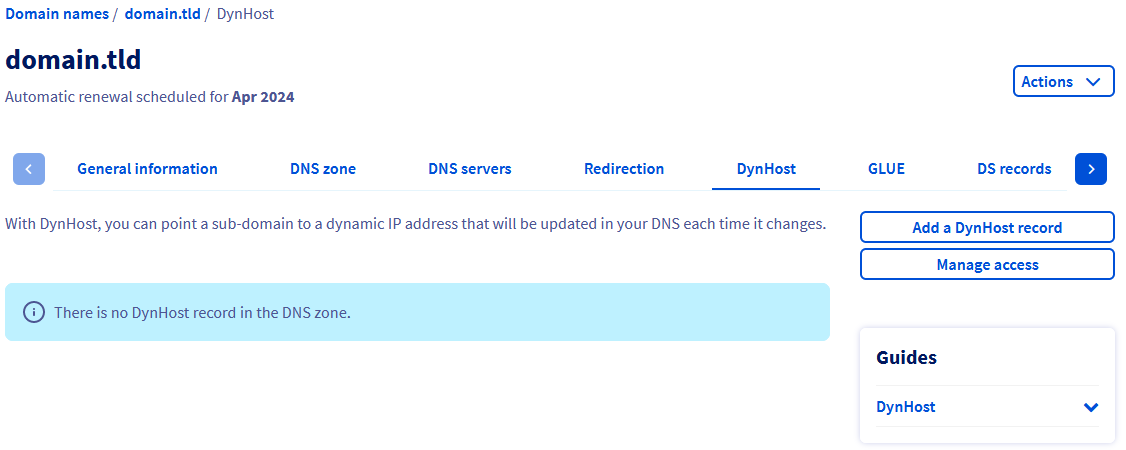 Domain names / domain.tld / DynHost
domain.tld
Automatic renewal scheduled for Apr 2024
Actions
General information DNS zone DNS servers Redirection DynHost GLUE DS records
With DynHost, you can point a sub-domain to a dynamic IP address that will be updated in your DNS each time it changes.
Add a DynHost record
Manage access
There is no DynHost record in the DNS zone.
Guides
DynHost